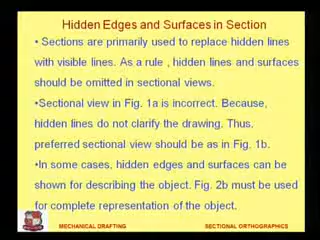 Hidden Edges and Surfaces in Section
• Sections are primarily used to replace hidden lines
with visible lines. As a rule , hidden lines and surfaces
should be omitted in sectional views.
•Sectional view in Fig. 1a is incorrect. Because,
hidden lines do not clarify the drawing. Thus,
preferred sectional view should be as in Fig. 1b.
•In some cases, hidden edges and surfaces can be
shown for describing the object. Fig. 2b must be used
for complete representation of the object.
MECHANICAL DRAFTING SECTIONAL ORTHOGRAPHICS